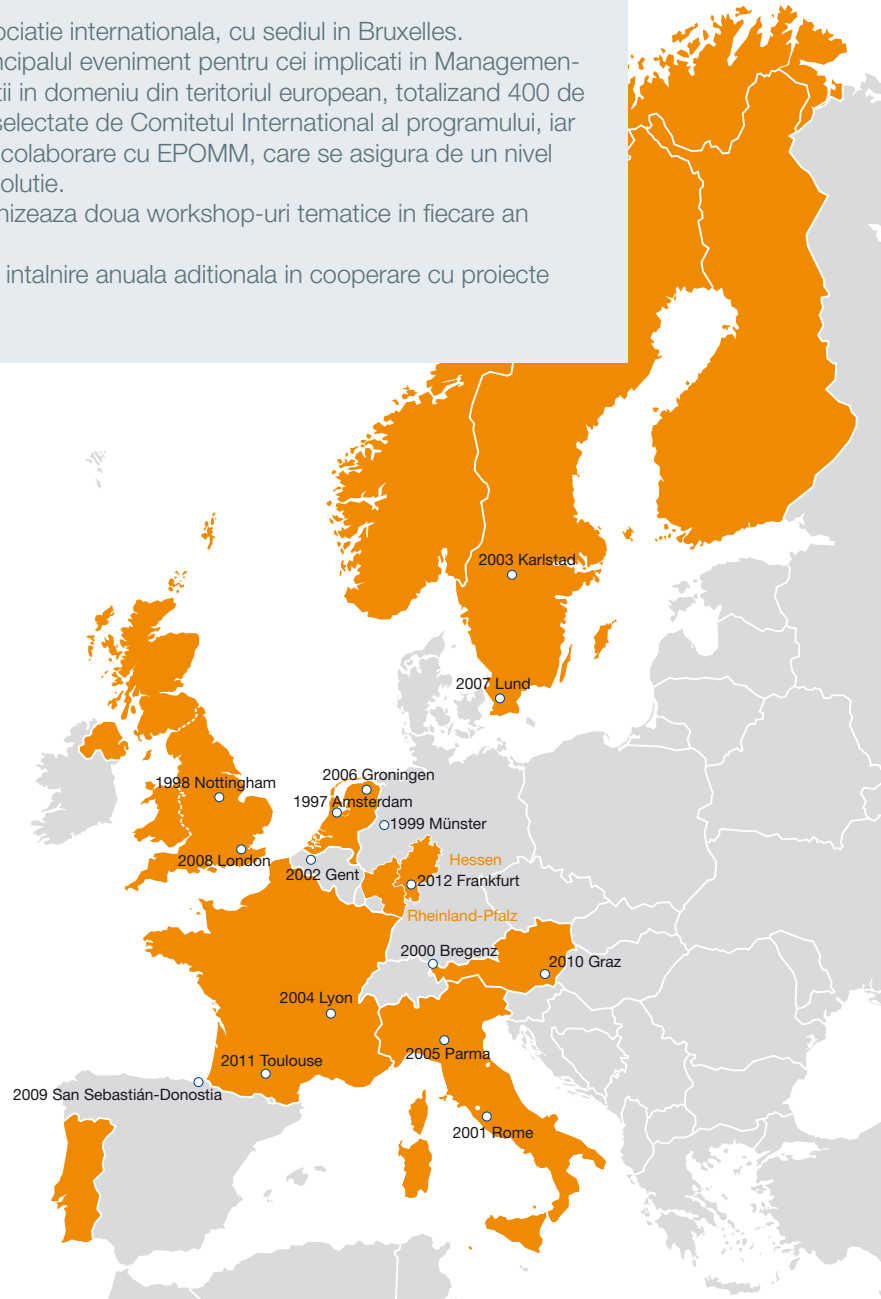 ociatie internationala, cu sediul in Bruxelles.
ncipalul eveniment pentru cei implicati in Managemen-
tii in domeniu din teritoriul european, totalizand 400 de
selectate de Comitetul International al programului, iar
colaborare cu EPOMM, care se asigura de un nivel
olutie.
nizeaza doua workshop-uri tematice in fiecare an
intalnire anuala aditionala in cooperare cu proiecte
2003 Karlstad
2007 Lund
2006 Groningen
1998 Nottingham
1997 Amsterdam
1999 Münster
2008 London
Hessen
2002 Gent
2012 Frankfurt
Rheinland-Pfalz
2000 Bregenz
2010 Graz
2004 Lyon
2005 Parma
2011 Toulouse
2009 San Sebastián-Donostia
2001 Rome